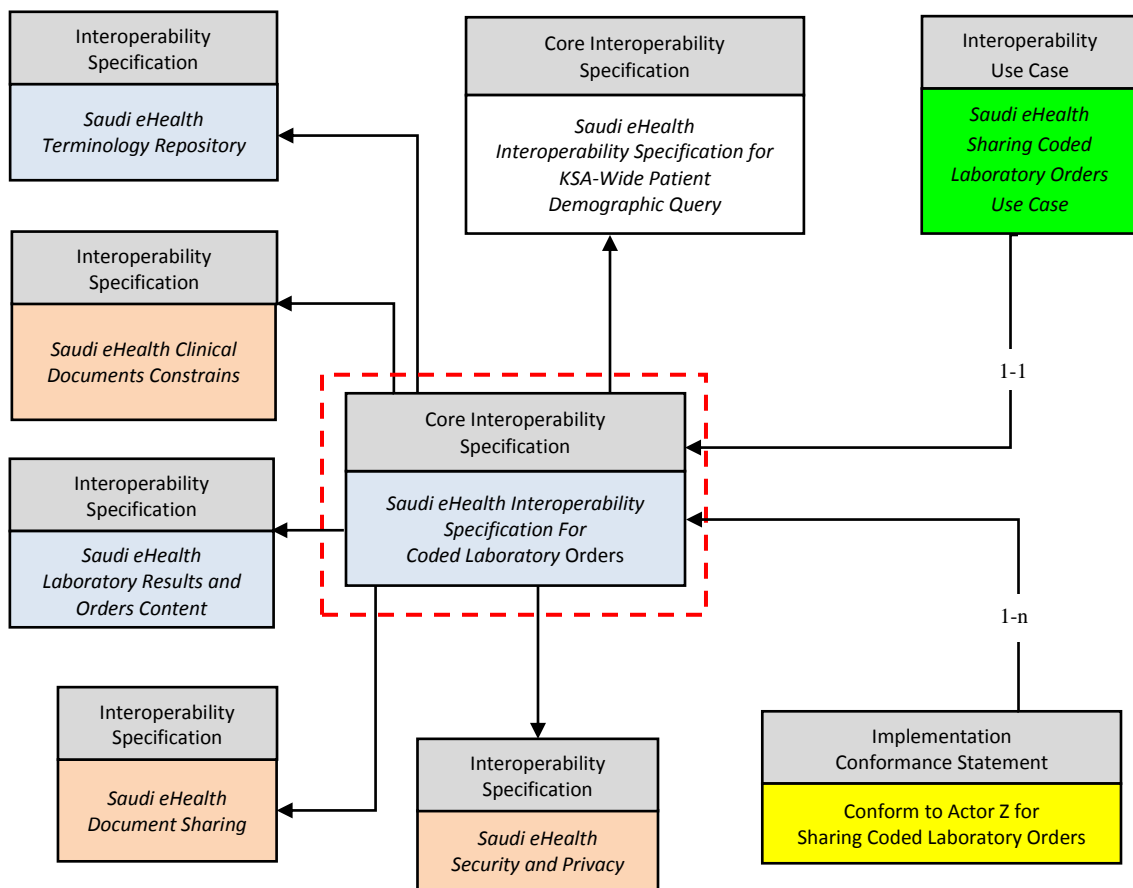 Interoperability
Specification
Saudi eHealth
Terminology Repository
Core Interoperability
Specification
Saudi eHealth
Interoperability Specification for
KSA-Wide Patient
Demographic Query
Interoperability
Use Case
Saudi eHealth
Sharing Coded
Laboratory Orders
Use Case
Interoperability
Specification
Saudi eHealth Clinical
Documents Constrains
1-1
Core Interoperability
Specification
Saudi eHealth Interoperability
Specification For
Coded Laboratory Orders
Interoperability
Specification
Saudi eHealth
Laboratory Results and
Orders Content
1-n
Interoperability
Specification
Saudi eHealth
Document Sharing
Interoperability
Specification
Saudi eHealth
Security and Privacy
Implementation
Conformance Statement
Conform to Actor Z for
Sharing Coded Laboratory Orders